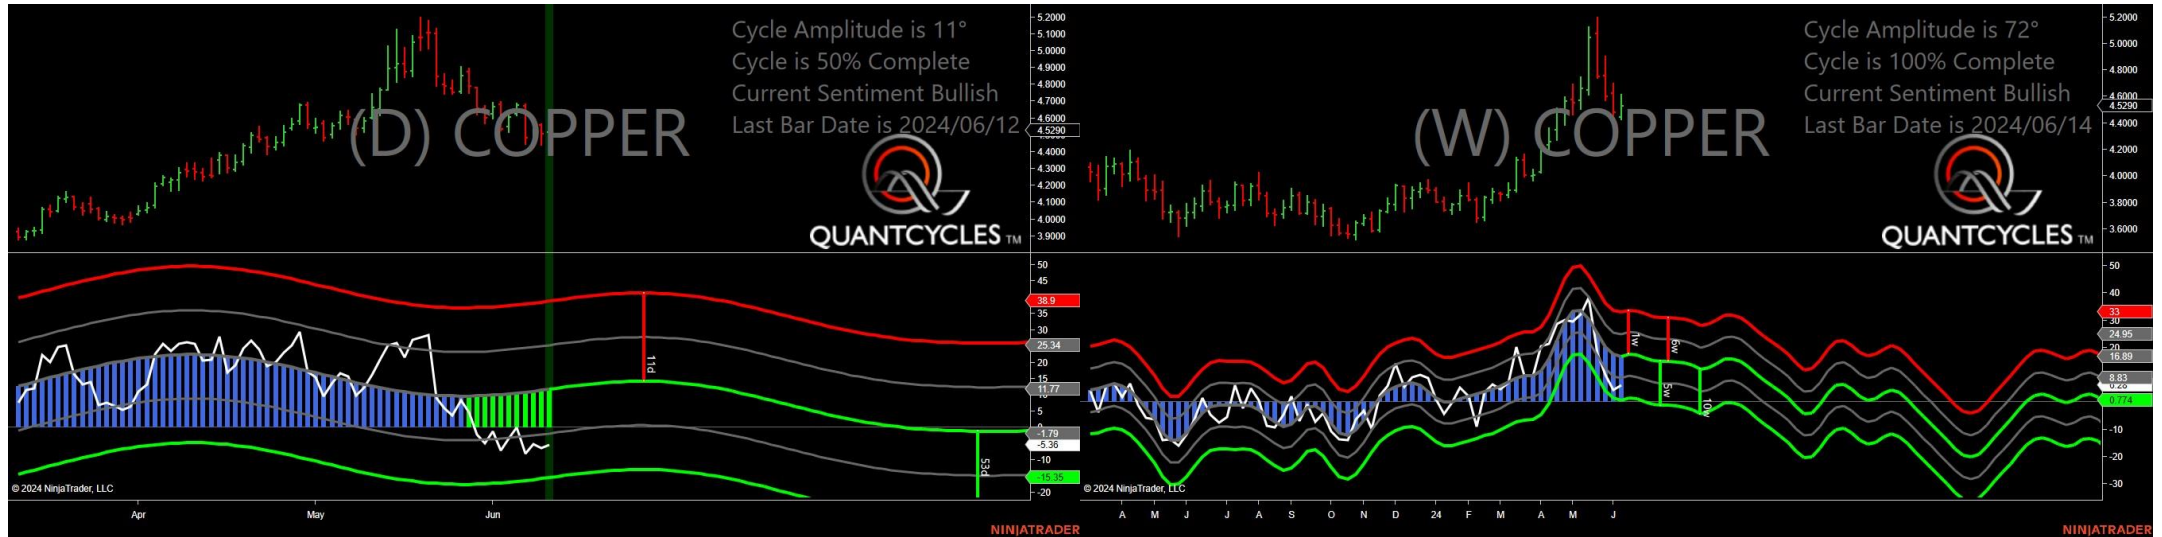 Cycle Amplitude is 11°
Cycle is 50% Complete
Current Sentiment Bullish
Last Bar Date is 2024/06/12
(D) COPPER
QUANTCYCLES TM
5.2000
5.1000
5.0000
4.9000
4.8000
4.7000
4.6000
4.5290
4.4000
4.3000
4.2000
4.1000
4.0000
3.9000
50
45
38.9
35
30
25.34
20
15
11.77
5
-1.79
-5.36
-10
-15.35
-20
11d
53d
© 2024 NinjaTrader, LLC
Apr May Jun
NINJATRADER
Cycle Amplitude is 72°
Cycle is 100% Complete
Current Sentiment Bullish
Last Bar Date is 2024/06/14
(W) COPPER
QUANTCYCLES TM
5.2000
5.0000
4.8000
4.6000
4.5290
4.4000
4.2000
4.0000
3.8000
3.6000
50
40
33
30
24.95
20
16.89
8.83
0.774
-10
-20
-30
1w
6w
5w
10w
© 2024 NinjaTrader, LLC
A M J J A S O N D 24 F M A M J
NINJATRADER